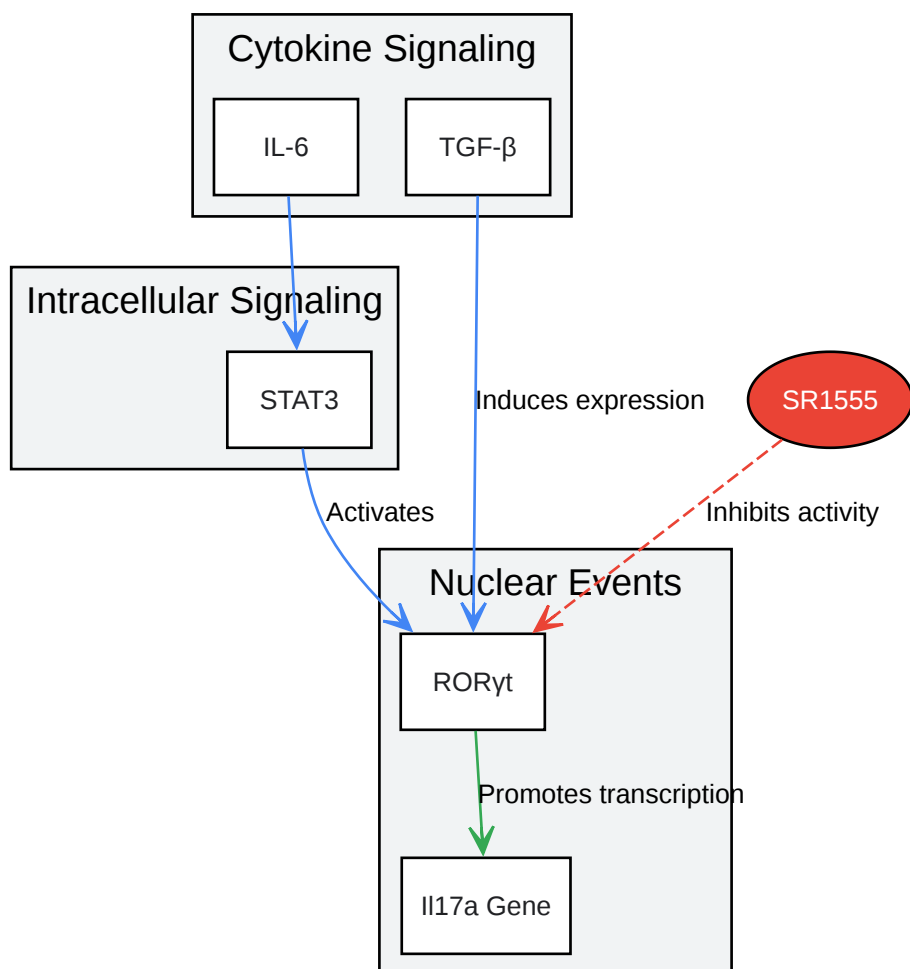 Cytokine Signaling
IL-6
TGF-β
Intracellular Signaling
STAT3
Induces expression
SR1555
Activates
Inhibits activity
Nuclear Events
RORγt
Promotes transcription
Il17a Gene